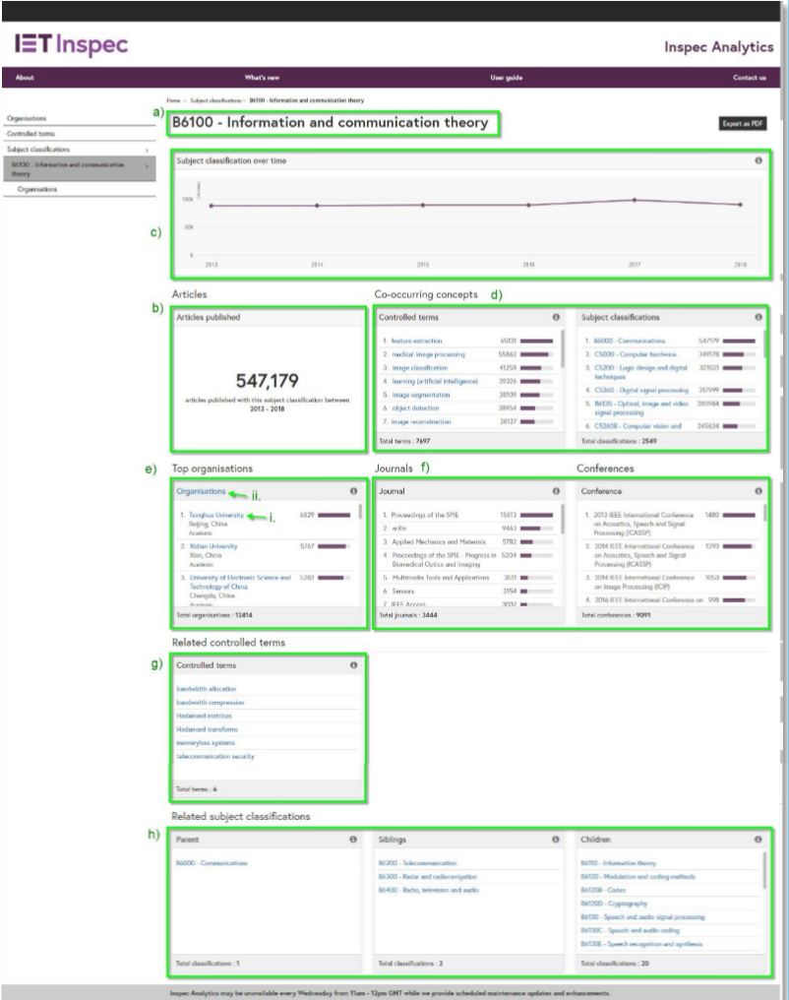 IET Inspec
Inspec Analytics
About What's new User guide Contact us
Home > Subject classifications > B6100 - Information and communication theory
Organisations
Controlled terms
Subject classifications >
B6100 - Information and communication theory >
Organisations
a) B6100 - Information and communication theory
Export as PDF
c)
Subject classification over time
100k
50k
0
2013 2014 2015 2016 2017 2018
b)
Articles
Articles published
547,179
articles published with this subject classification between
2013 - 2018
Co-occurring concepts d)
Controlled terms
1. feature extraction 65131
2. medical image processing 55862
3. image classification 41258
4. learning (artificial intelligence) 39326
5. image segmentation 38109
6. object detection 28954
7. image reconstruction 28127
Total terms : 7697
Subject classifications
1. B6000 - Communications 547179
2. C5000 - Computer hardware 349178
3. C5200 - Logic design and digital 321021
techniques
4. C5260 - Digital signal processing 317999
5. B6135 - Optical, image and video 280984
signal processing
6. C5260B - Computer vision and 245624
Total classifications : 2549
e) Top organisations
Organisations ii.
1. Tsinghua University i. 6829
Beijing, China
Academic
2. Xidian University 5767
Xian, China
Academic
3. University of Electronic Science and 5282
Technology of China
Chengdu, China
Academic
Total organisations : 12414
Journals f)
Journal
1. Proceedings of the SPIE 15613
2. arXiv 9463
3. Applied Mechanics and Materials 5782
4. Proceedings of the SPIE - Progress in 5204
Biomedical Optics and Imaging
5. Multimedia Tools and Applications 3511
6. Sensors 3154
7. IEEE Access 3037
Total journals : 3444
Conferences
Conference
1. 2013 IEEE International Conference 1480
on Acoustics, Speech and Signal
Processing (ICASSP)
2. 2014 IEEE International Conference 1293
on Acoustics, Speech and Signal
Processing (ICASSP)
3. 2014 IEEE International Conference 1053
on Image Processing (ICIP)
4. 2016 IEEE International Conference on 998
Total conferences : 9091
Related controlled terms
g) Controlled terms
bandwidth allocation
bandwidth compression
Hadamard matrices
Hadamard transforms
memoryless systems
telecommunication security
Total terms : 6
Related subject classifications
h)
Parent
B6000 - Communications
Total classifications : 1
Siblings
B6200 - Telecommunication
B6300 - Radar and radionavigation
B6400 - Radio, television and audio
Total classifications : 3
Children
B6110 - Information theory
B6120 - Modulation and coding methods
B6120B - Codes
B6120D - Cryptography
B6130 - Speech and audio signal processing
B6130C - Speech and audio coding
B6130E - Speech recognition and synthesis
Total classifications : 20
Inspec Analytics may be unavailable every Wednesday from 11am - 12pm GMT while we provide scheduled maintenance updates and enhancements.